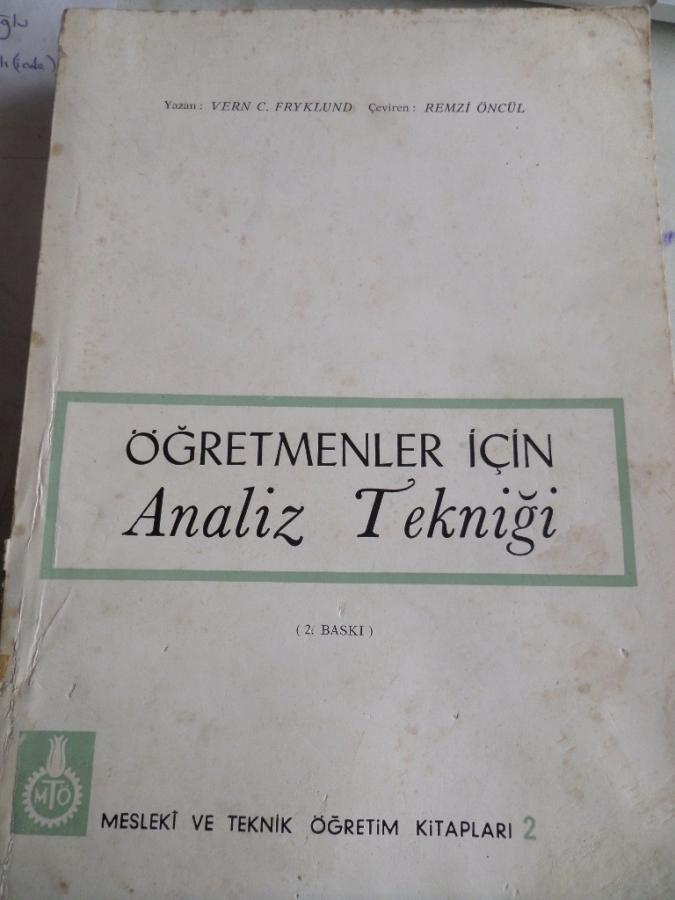 Yazan : VERN C. FRYKLUND Çeviren : REMZİ ÖNCÜL
ÖĞRETMENLER İÇİN
Analiz Tekniği
( 2. BASKI )
MTÖ
MESLEKÎ VE TEKNİK ÖĞRETİM KİTAPLARI 2